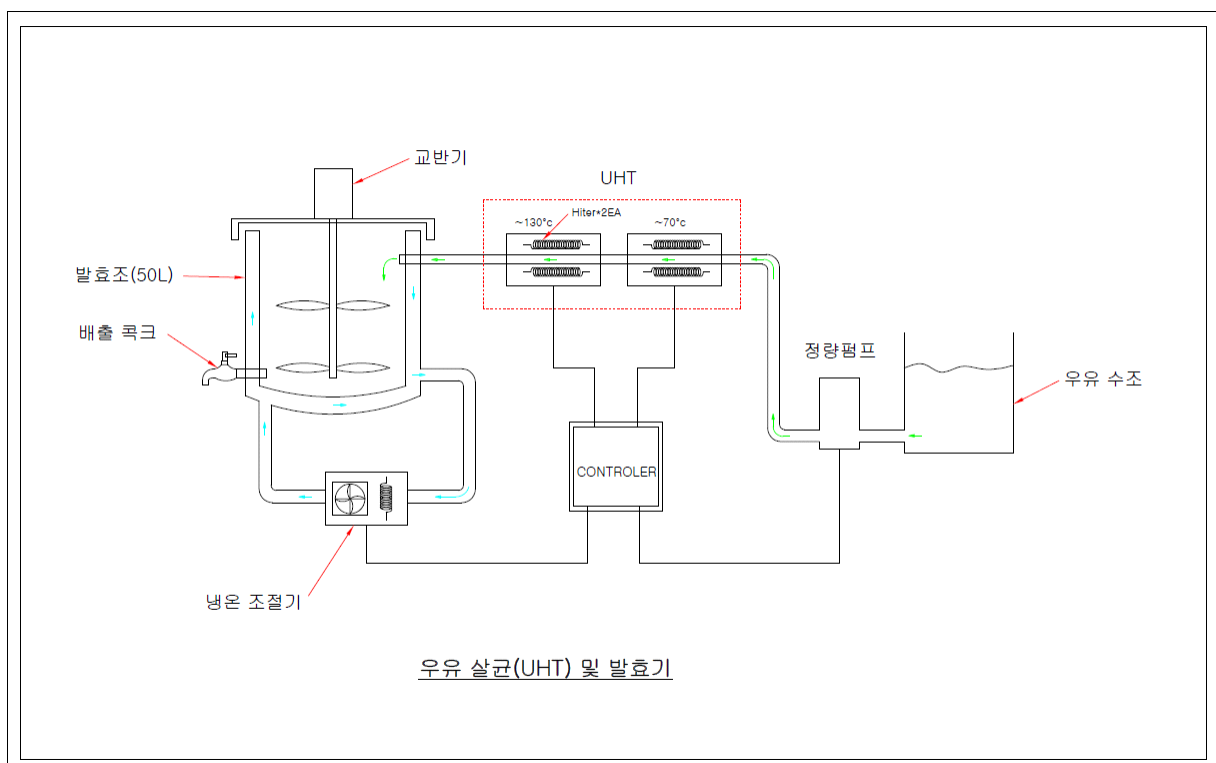 교반기
UHT
~130°c
Hiter*2EA
~70°c
발효조(50L)
배출 콕크
정량펌프
우유 수조
CONTROLER
냉온 조절기
우유 살균(UHT) 및 발효기